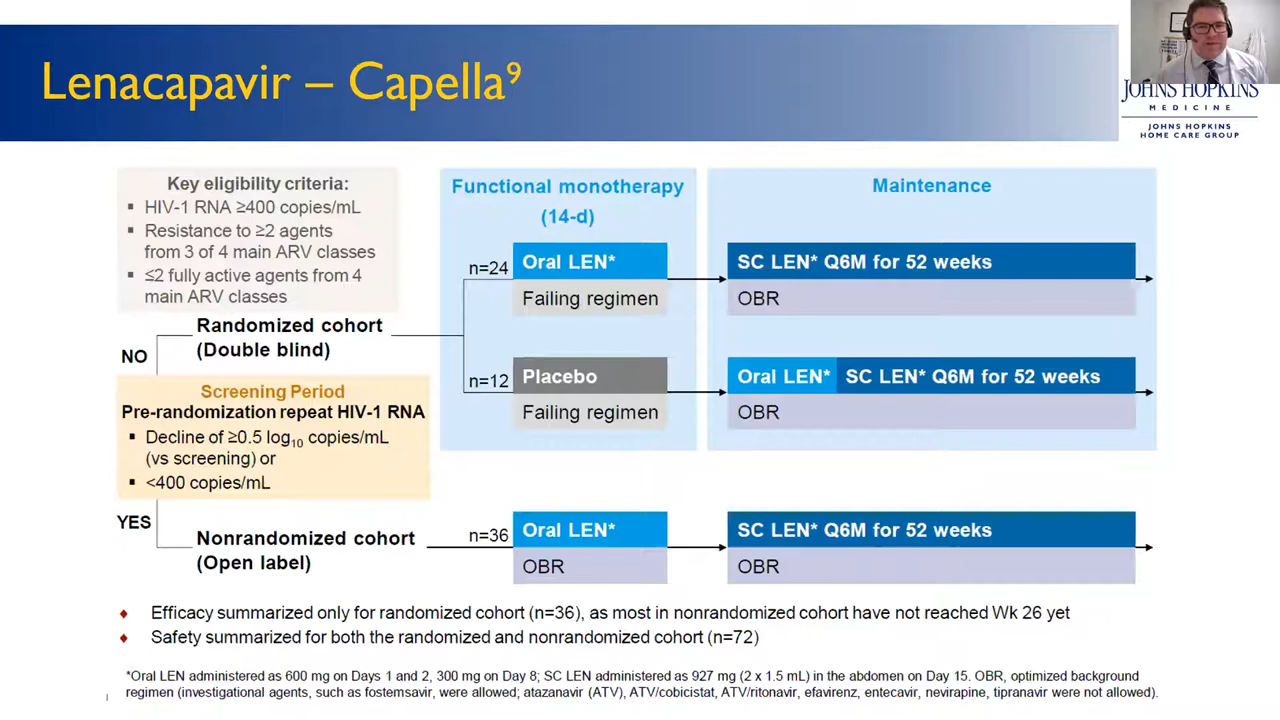 Lenacapavir – Capella⁹
JOHNS HOPKINS
MEDICINE
JOHNS HOPKINS
HOME CARE GROUP
Key eligibility criteria:
▪ HIV-1 RNA ≥400 copies/mL
▪ Resistance to ≥2 agents
from 3 of 4 main ARV classes
▪ ≤2 fully active agents from 4
main ARV classes
Functional monotherapy
(14-d)
Maintenance
Randomized cohort
(Double blind)
NO
n=24
Oral LEN*
Failing regimen
SC LEN* Q6M for 52 weeks
OBR
n=12
Placebo
Failing regimen
Oral LEN*
SC LEN* Q6M for 52 weeks
OBR
Screening Period
Pre-randomization repeat HIV-1 RNA
▪ Decline of ≥0.5 log₁₀ copies/mL
(vs screening) or
▪ <400 copies/mL
YES
Nonrandomized cohort
(Open label)
n=36
Oral LEN*
OBR
SC LEN* Q6M for 52 weeks
OBR
♦ Efficacy summarized only for randomized cohort (n=36), as most in nonrandomized cohort have not reached Wk 26 yet
♦ Safety summarized for both the randomized and nonrandomized cohort (n=72)
*Oral LEN administered as 600 mg on Days 1 and 2, 300 mg on Day 8; SC LEN administered as 927 mg (2 x 1.5 mL) in the abdomen on Day 15. OBR, optimized background
regimen (investigational agents, such as fostemsavir, were allowed; atazanavir (ATV), ATV/cobicistat, ATV/ritonavir, efavirenz, entecavir, nevirapine, tipranavir were not allowed).